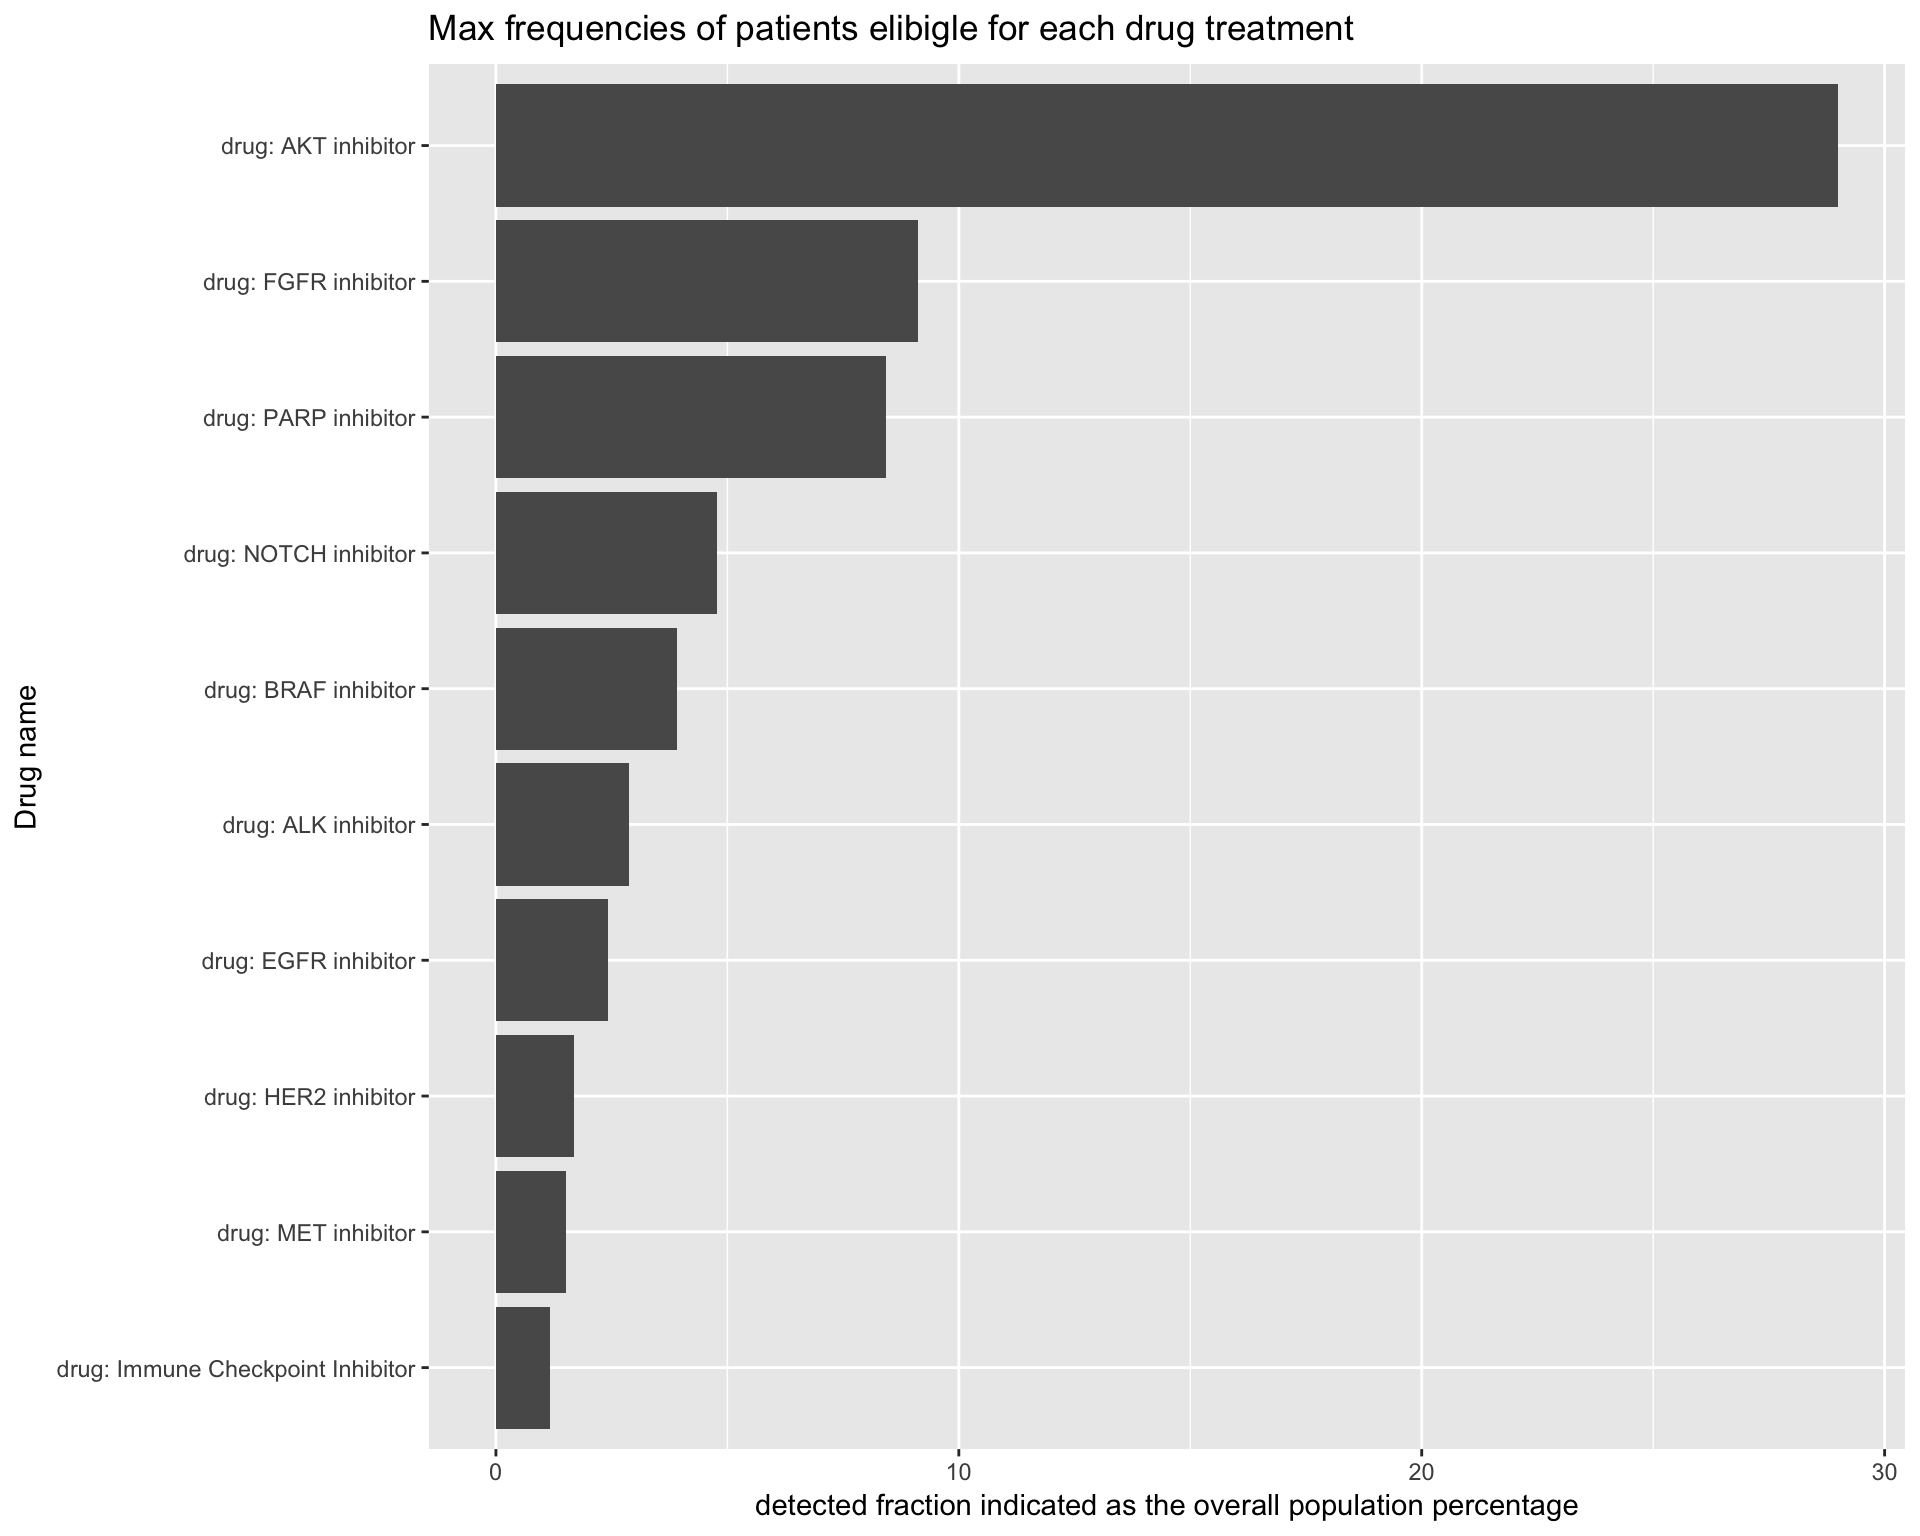 Max frequencies of patients elibigle for each drug treatment
drug: AKT inhibitor
drug: FGFR inhibitor
drug: PARP inhibitor
drug: NOTCH inhibitor
drug: BRAF inhibitor
drug: ALK inhibitor
drug: EGFR inhibitor
drug: HER2 inhibitor
drug: MET inhibitor
drug: Immune Checkpoint Inhibitor
Drug name
0 10 20 30
detected fraction indicated as the overall population percentage